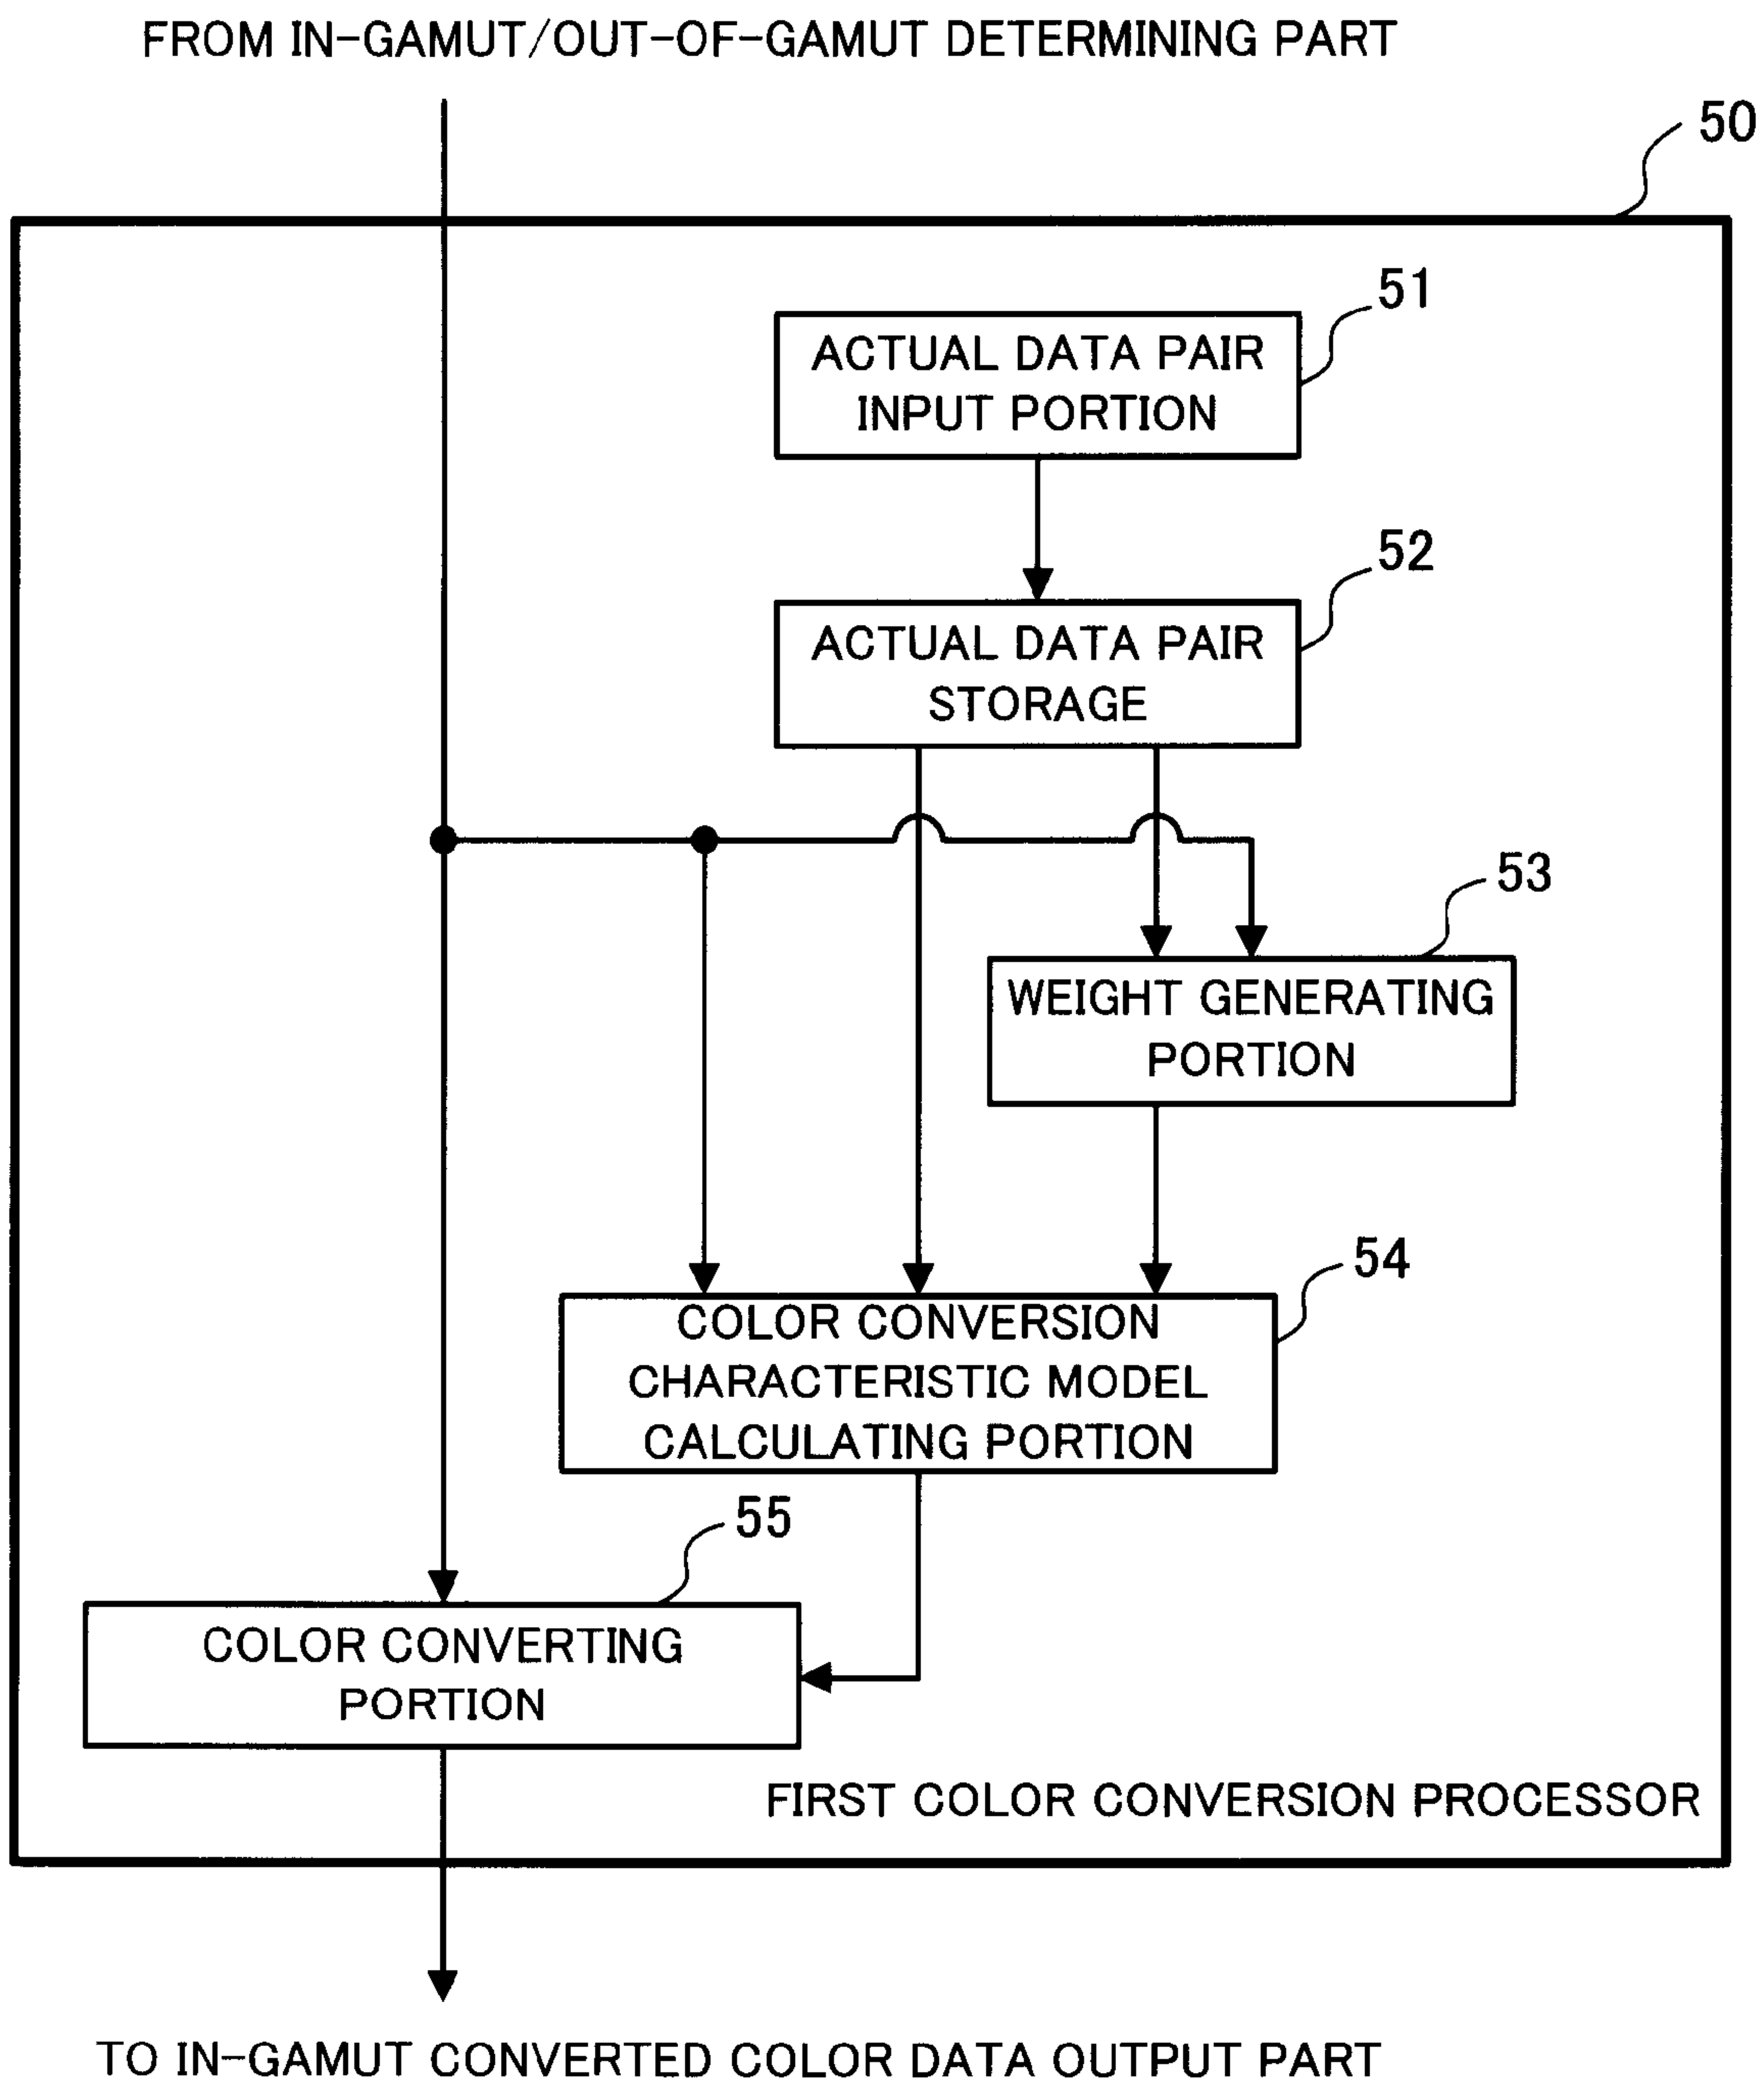 FROM IN-GAMUT/OUT-OF-GAMUT DETERMINING PART
50
51
ACTUAL DATA PAIR
INPUT PORTION
52
ACTUAL DATA PAIR
STORAGE
53
WEIGHT GENERATING
PORTION
54
COLOR CONVERSION
CHARACTERISTIC MODEL
CALCULATING PORTION
55
COLOR CONVERTING
PORTION
FIRST COLOR CONVERSION PROCESSOR
TO IN-GAMUT CONVERTED COLOR DATA OUTPUT PART